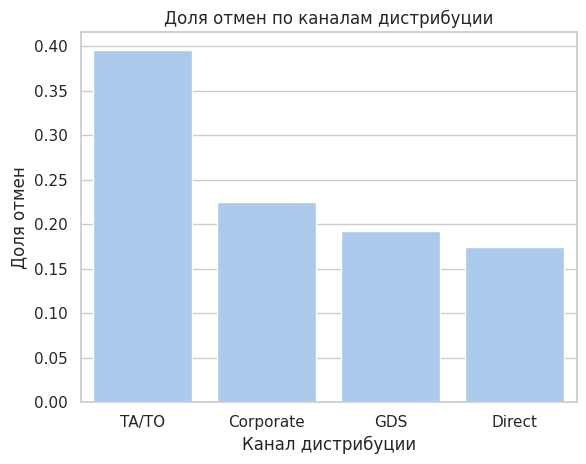 Доля отмен по каналам дистрибуции
Доля отмен
0.40
0.35
0.30
0.25
0.20
0.15
0.10
0.05
0.00
TA/TO Corporate GDS Direct
Канал дистрибуции